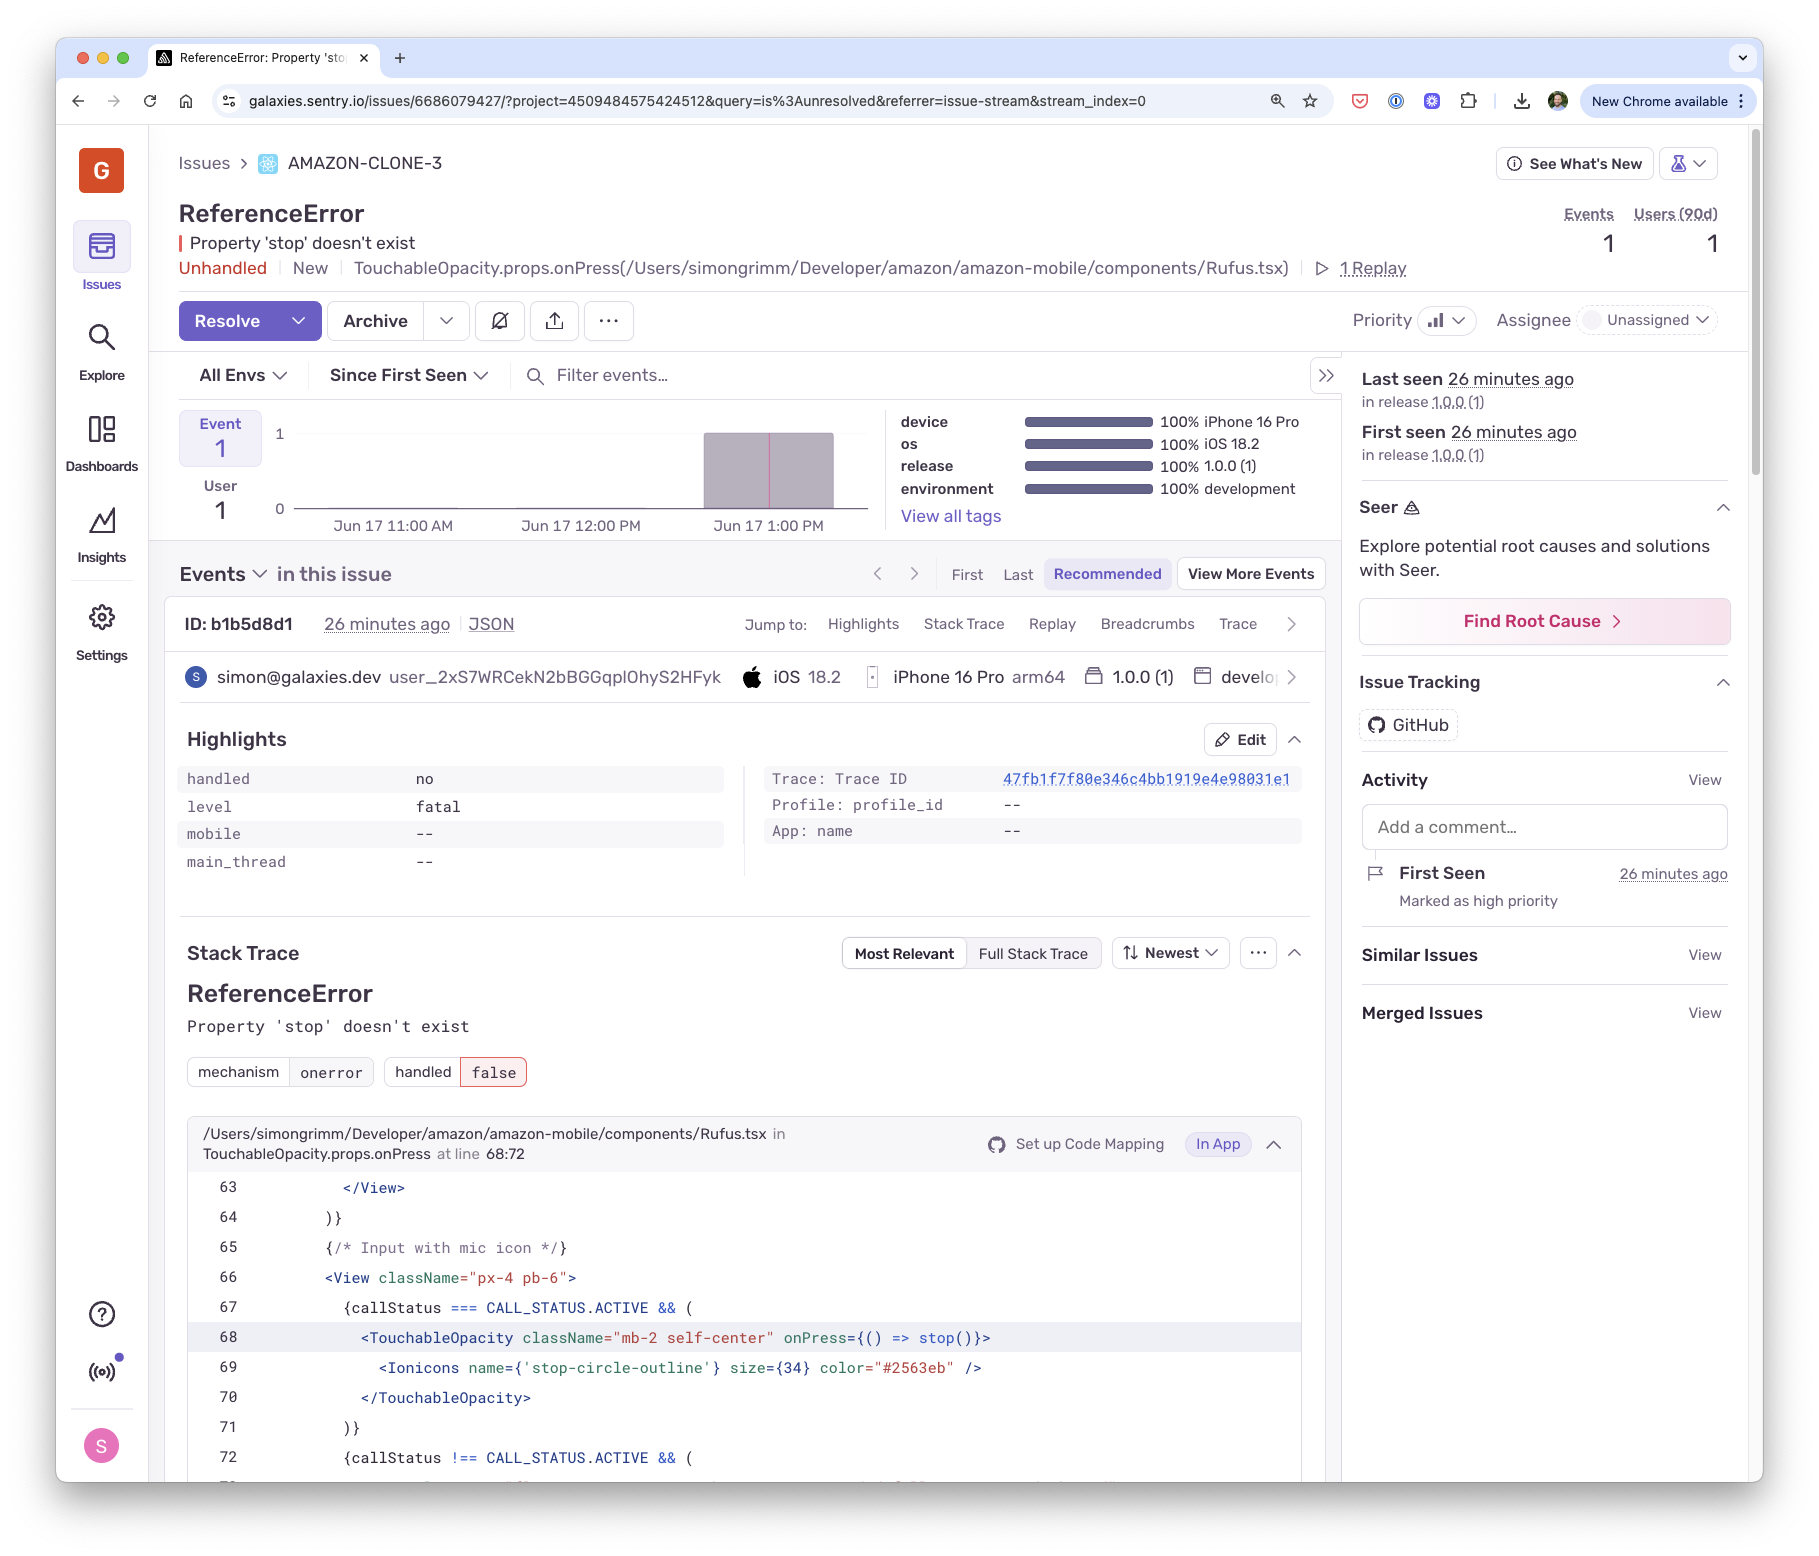 ReferenceError: Property 'sto
galaxies.sentry.io/issues/6686079427/?project=4509484575424512&query=is%3Aunresolved&referrer=issue-stream&stream_index=0
New Chrome available
G
Issues
Explore
Dashboards
Insights
Settings
S
Issues > AMAZON-CLONE-3
See What's New
ReferenceError
Property 'stop' doesn't exist
Unhandled New TouchableOpacity.props.onPress(/Users/simongrimm/Developer/amazon/amazon-mobile/components/Rufus.tsx) 1 Replay
Events Users (90d)
1 1
Resolve Archive ... Priority Assignee Unassigned
All Envs Since First Seen Filter events...
Event
1
User
1
1
0
Jun 17 11:00 AM Jun 17 12:00 PM Jun 17 1:00 PM
device 100% iPhone 16 Pro
os 100% iOS 18.2
release 100% 1.0.0 (1)
environment 100% development
View all tags
Events in this issue First Last Recommended View More Events
ID: b1b5d8d1 26 minutes ago JSON Jump to: Highlights Stack Trace Replay Breadcrumbs Trace
S simon@galaxies.dev user_2xS7WRCekN2bBGGqplOhyS2HFyk iOS 18.2 iPhone 16 Pro arm64 1.0.0 (1) develo
Highlights Edit
handled no
level fatal
mobile --
main_thread --
Trace: Trace ID 47fb1f7f80e346c4bb1919e4e98031e1
Profile: profile_id --
App: name --
Stack Trace Most Relevant Full Stack Trace Newest ...
ReferenceError
Property 'stop' doesn't exist
mechanism onerror handled false
/Users/simongrimm/Developer/amazon/amazon-mobile/components/Rufus.tsx in
TouchableOpacity.props.onPress at line 68:72
Set up Code Mapping In App
63 </View>
64 )}
65 {/* Input with mic icon */}
66 <View className="px-4 pb-6">
67 {callStatus === CALL_STATUS.ACTIVE && (
68 <TouchableOpacity className="mb-2 self-center" onPress={() => stop()}>
69 <Ionicons name={'stop-circle-outline'} size={34} color="#2563eb" />
70 </TouchableOpacity>
71 )}
72 {callStatus !== CALL_STATUS.ACTIVE && (
Last seen 26 minutes ago
in release 1.0.0 (1)
First seen 26 minutes ago
in release 1.0.0 (1)
Seer
Explore potential root causes and solutions
with Seer.
Find Root Cause >
Issue Tracking
GitHub
Activity View
Add a comment...
First Seen 26 minutes ago
Marked as high priority
Similar Issues View
Merged Issues View